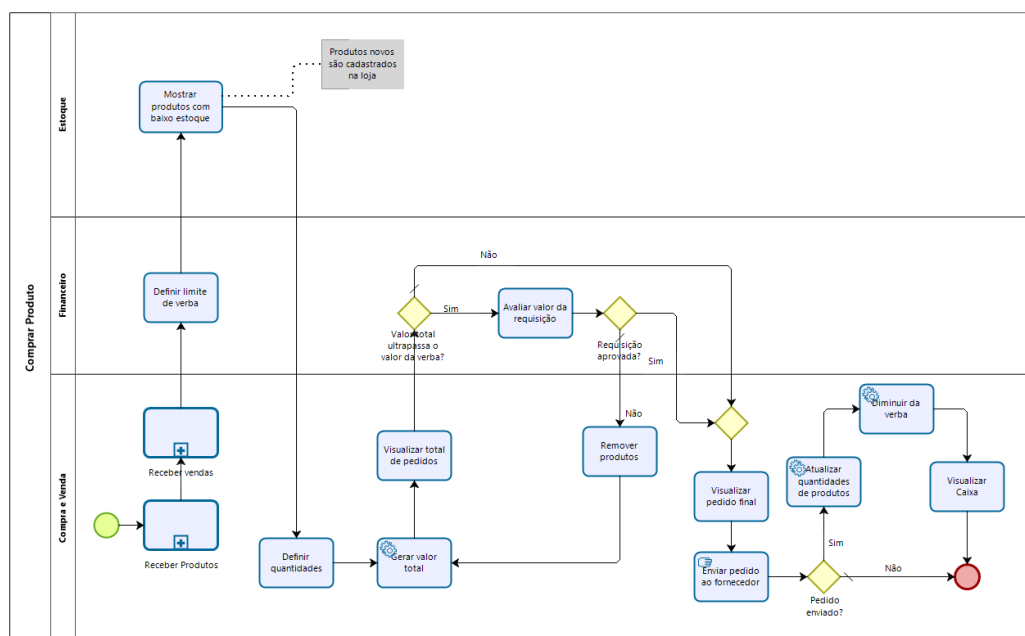 Comprar Produto
Estoque
Produtos novos
são cadastrados
na loja
Mostrar
produtos com
baixo estoque
Financeiro
Definir limite
de verba
Não
Valor total
ultrapassa o
valor da verba?
Sim
Avaliar valor da
requisição
Requisição
aprovada?
Sim
Compra e Venda
Não
Receber vendas
Receber Produtos
Definir
quantidades
Visualizar total
de pedidos
Gerar valor
total
Remover
produtos
Visualizar
pedido final
Enviar pedido
ao fornecedor
Pedido
enviado?
Sim
Não
Atualizar
quantidades
de produtos
Diminuir da
verba
Visualizar
Caixa